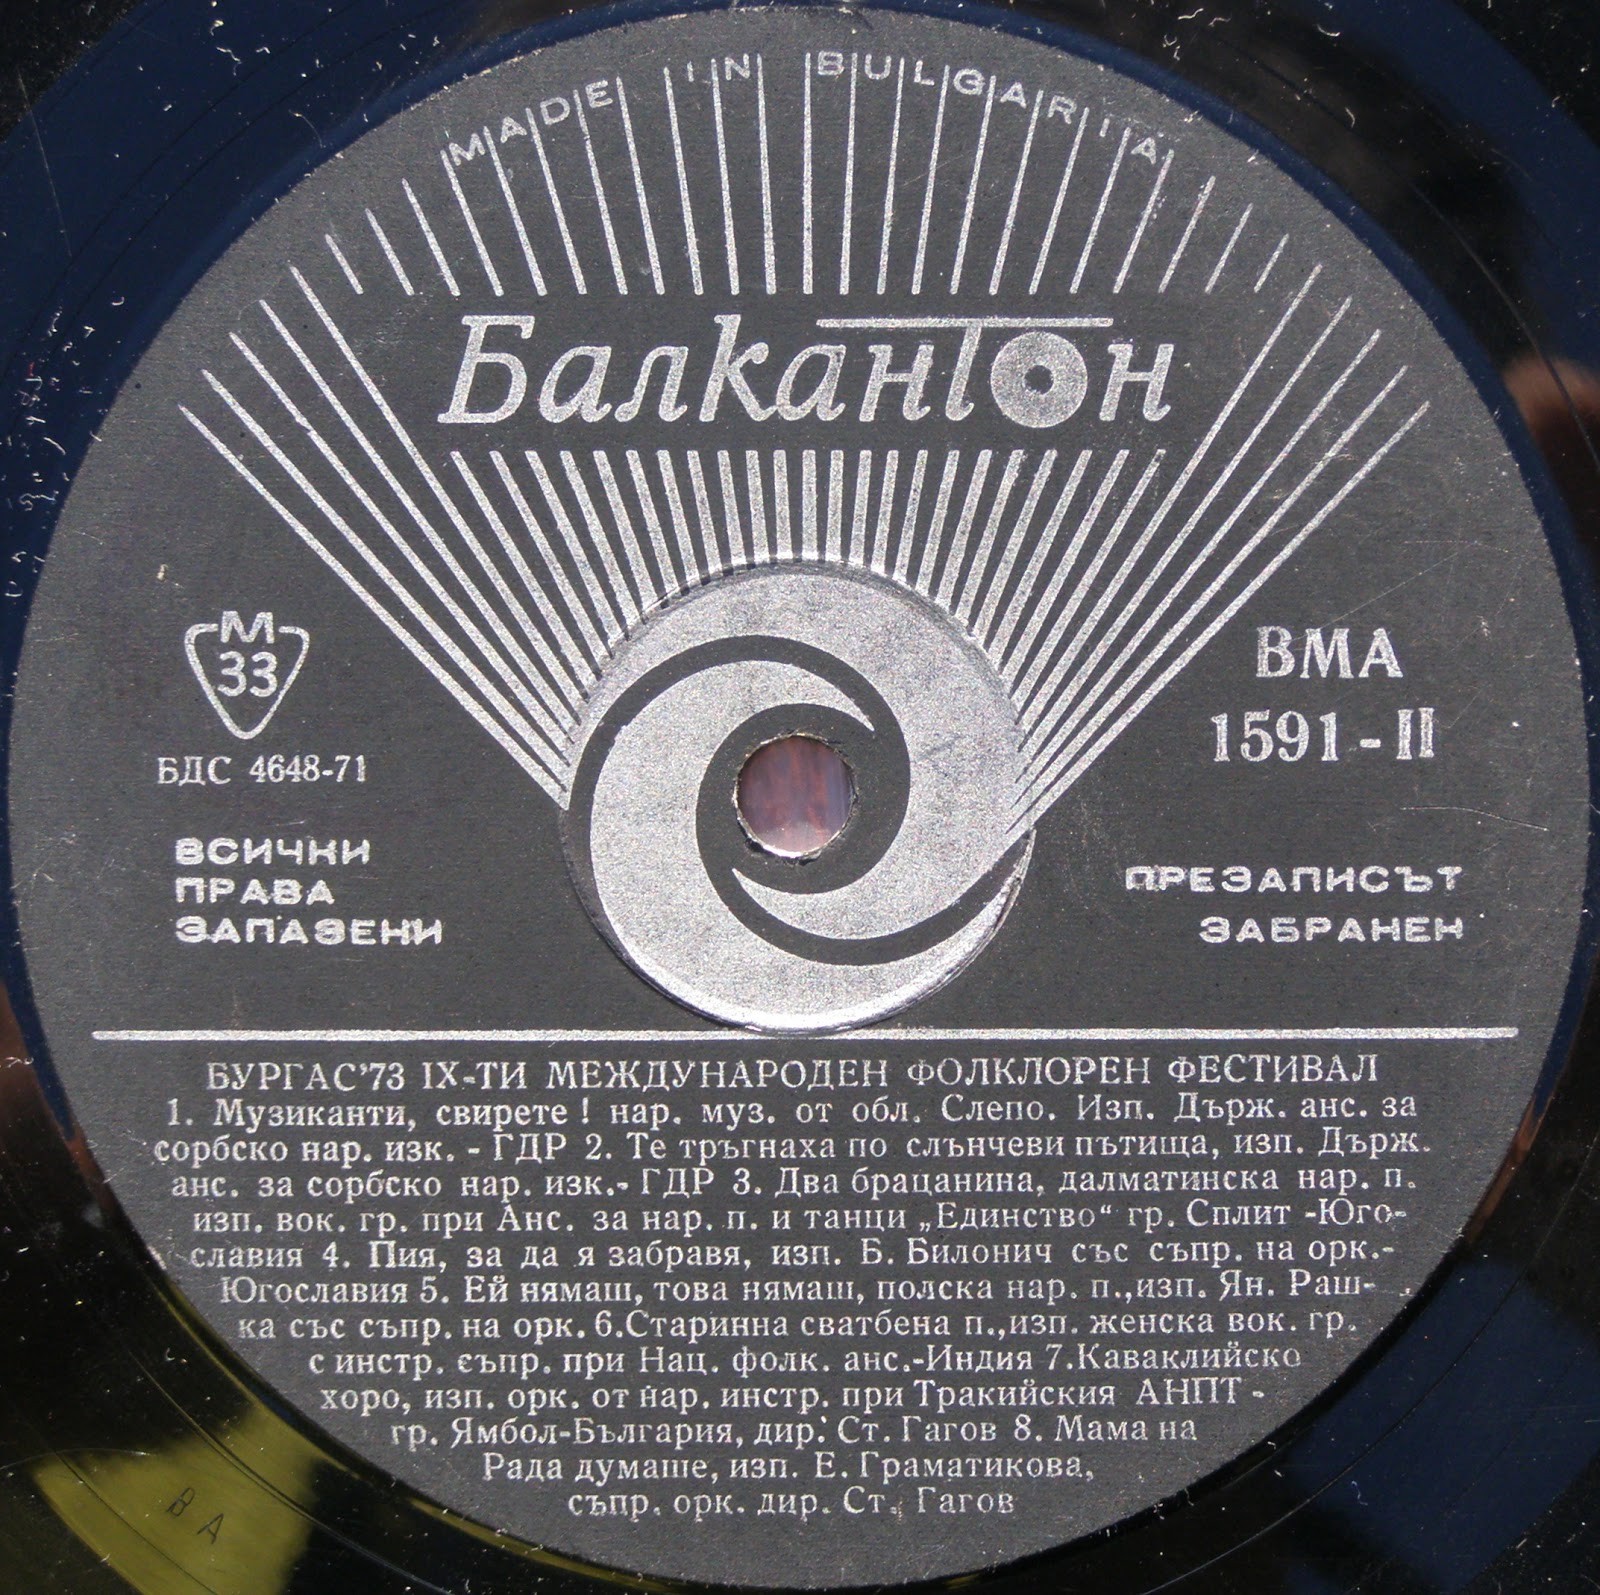 MADE IN BULGARIA
Балкантон
М
33
БДС 4648-71
ВМА
1591-II
ВСИЧКИ
ПРАВА
ЗАПАЗЕНИ
ПРЕЗАПИСЪТ
ЗАБРАНЕН
БУРГАС'73 IX-ТИ МЕЖДУНАРОДЕН ФОЛКЛОРЕН ФЕСТИВАЛ
1. Музиканти, свирете! нар. муз. от обл. Слепо. Изп. Държ. анс. за
сорбско нар. изк. - ГДР 2. Те тръгнаха по слънчеви пътища, изп. Държ.
анс. за сорбско нар. изк.- ГДР 3. Два брацанина, далматинска нар. п.
изп. вок. гр. при Анс. за нар. п. и танци „Единство“ гр. Сплит -Юго-
славия 4. Пия, за да я забравя, изп. Б. Билонич със съпр. на орк.-
Югославия 5. Ей нямаш, това нямаш, полска нар. п.,изп. Ян. Раш-
ка със съпр. на орк. 6.Старинна сватбена п.,изп. женска вок. гр.
с инстр. съпр. при Нац. фолк. анс.-Индия 7.Каваклийско
хоро, изп. орк. от нар. инстр. при Тракийския АНПТ-
гр. Ямбол-България, дир: Ст. Гагов 8. Мама на
Рада думаше, изп. Е. Граматикова,
съпр. орк. дир. Ст. Гагов
ВА